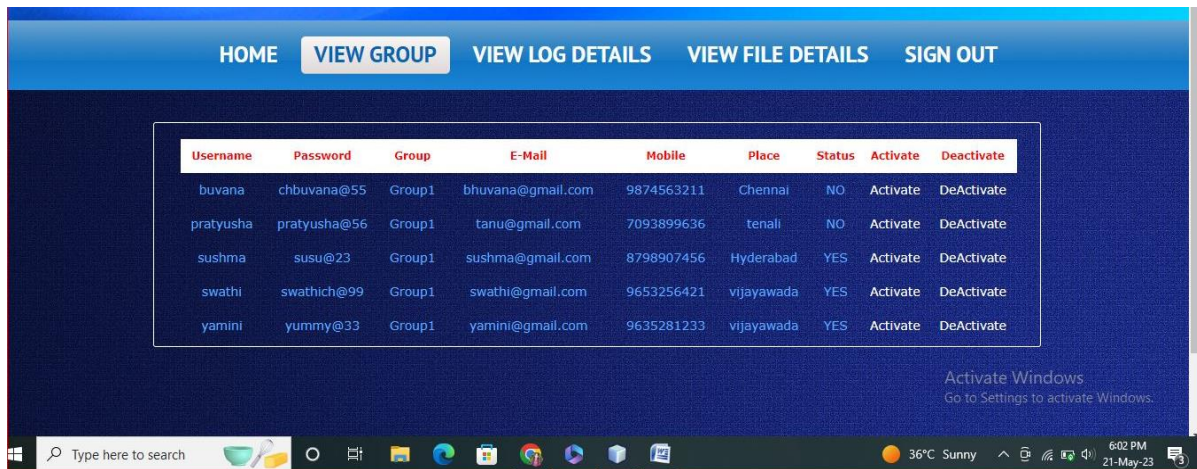 HOME VIEW GROUP VIEW LOG DETAILS VIEW FILE DETAILS SIGN OUT
Username Password Group E-Mail Mobile Place Status Activate Deactivate
buvana chbuvana@55 Group1 bhuvana@gmail.com 9874563211 Chennai NO Activate DeActivate
pratyusha pratyusha@56 Group1 tanu@gmail.com 7093899636 tenali NO Activate DeActivate
sushma susu@23 Group1 sushma@gmail.com 8798907456 Hyderabad YES Activate DeActivate
swathi swathich@99 Group1 swathi@gmail.com 9653256421 vijayawada YES Activate DeActivate
yamini yummy@33 Group1 yamini@gmail.com 9635281233 vijayawada YES Activate DeActivate
Activate Windows
Go to Settings to activate Windows.
Type here to search 36°C Sunny 6:02 PM
21-May-23 3